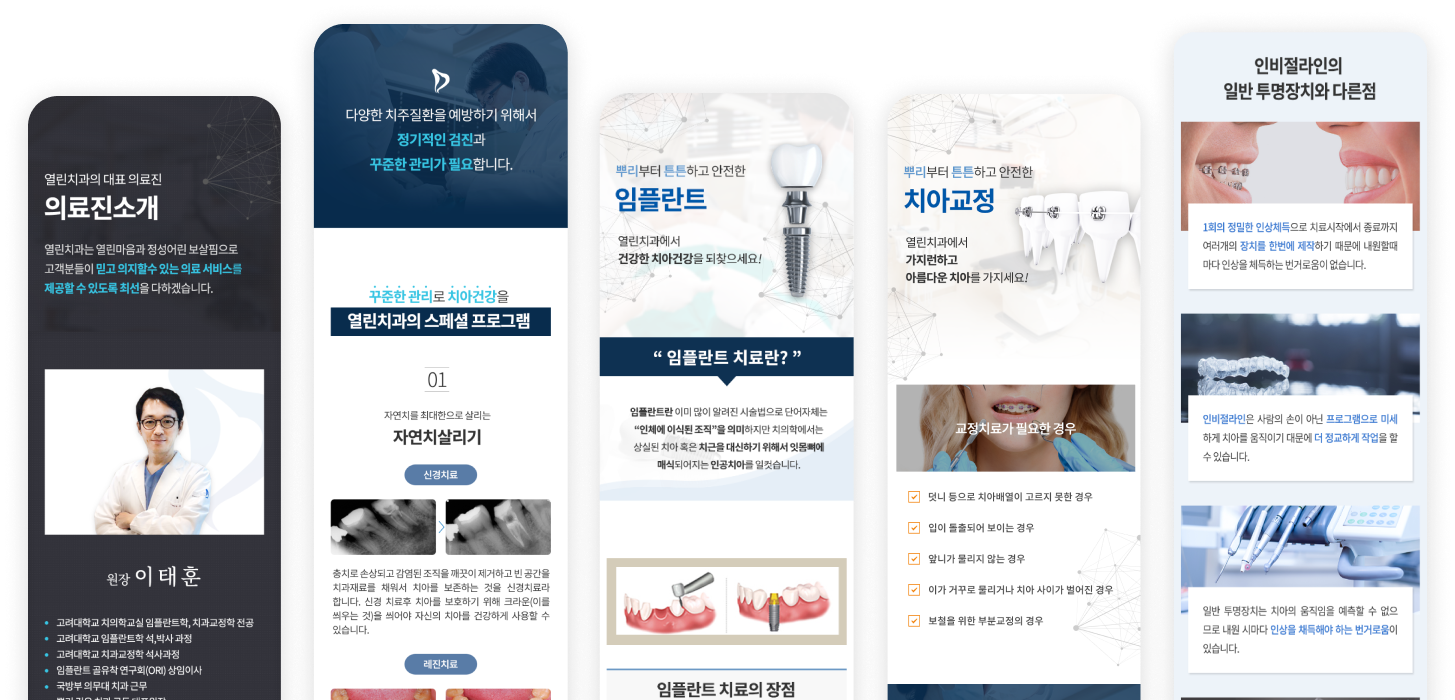 열린치과의 대표 의료진
의료진소개
열린치과는 열린마음과 정성어린 보살핌으로
고객분들이 믿고 의지할수 있는 의료 서비스를
제공할 수 있도록 최선을 다하겠습니다.
원장 이태훈
고려대학교 치의학교실 임플란트학, 치과교정학 전공
고려대학교 임플란트학 석,박사 과정
고려대학교 치과교정학 석사과정
임플란트 골유착 연구회(ORI) 상임이사
국방부 의무대 치과 근무
다양한 치주질환을 예방하기 위해서
정기적인 검진과
꾸준한 관리가 필요합니다.
꾸준한 관리로 치아건강을
열린치과의 스페셜 프로그램
01
자연치를 최대한으로 살리는
자연치살리기
신경치료
충치로 손상되고 감염된 조직을 깨끗이 제거하고 빈 공간을
치과재료를 채워서 치아를 보존하는 것을 신경치료라
합니다. 신경 치료후 치아를 보호하기 위해 크라운(이를
씌우는 것)을 씌어야 자신의 치아를 건강하게 사용할 수
있습니다.
레진치료
뿌리부터 튼튼하고 안전한
임플란트
열린치과에서
건강한 치아건강을 되찾으세요!
“ 임플란트 치료란? ”
임플란트란 이미 많이 알려진 시술법으로 단어자체는
“인체에 이식된 조직”을 의미하지만 치의학에서는
상실된 치아 혹은 치근을 대신하기 위해서 잇몸뼈에
매식되어지는 인공치아를 일컷습니다.
임플란트 치료의 장점
뿌리부터 튼튼하고 안전한
치아교정
열린치과에서
가지런하고
아름다운 치아를 가지세요!
교정치료가 필요한 경우
덧니 등으로 치아배열이 고르지 못한 경우
입이 돌출되어 보이는 경우
앞니가 물리지 않는 경우
이가 거꾸로 물리거나 치아 사이가 벌어진 경우
보철을 위한 부분교정의 경우
인비절라인의
일반 투명장치와 다른점
1회의 정밀한 인상체득으로 치료시작에서 종료까지
여러개의 장치를 한번에 제작하기 때문에 내원할때
마다 인상을 체득하는 번거로움이 없습니다.
인비절라인은 사람의 손이 아닌 프로그램으로 미세
하게 치아를 움직이기 대문에 더 정교하게 작업을 할
수 있습니다.
일반 투명장치는 치아의 움직임을 예측할 수 없으
므로 내원 시마다 인상을 채득해야 하는 번거로움이
있습니다.